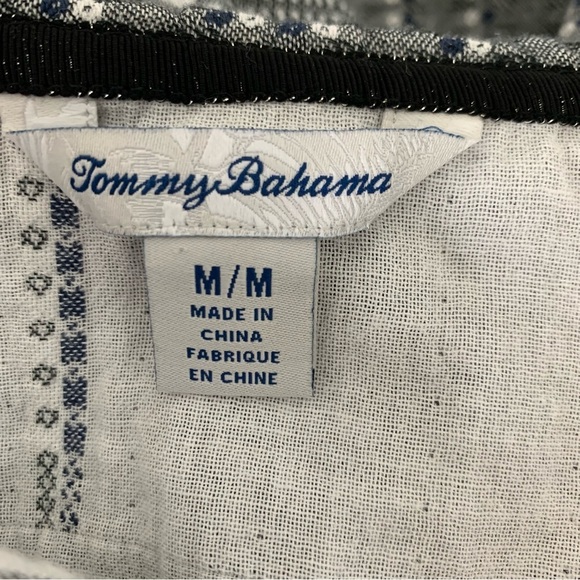 Tommy Bahama
M/M
MADE IN
CHINA
FABRIQUE
EN CHINE